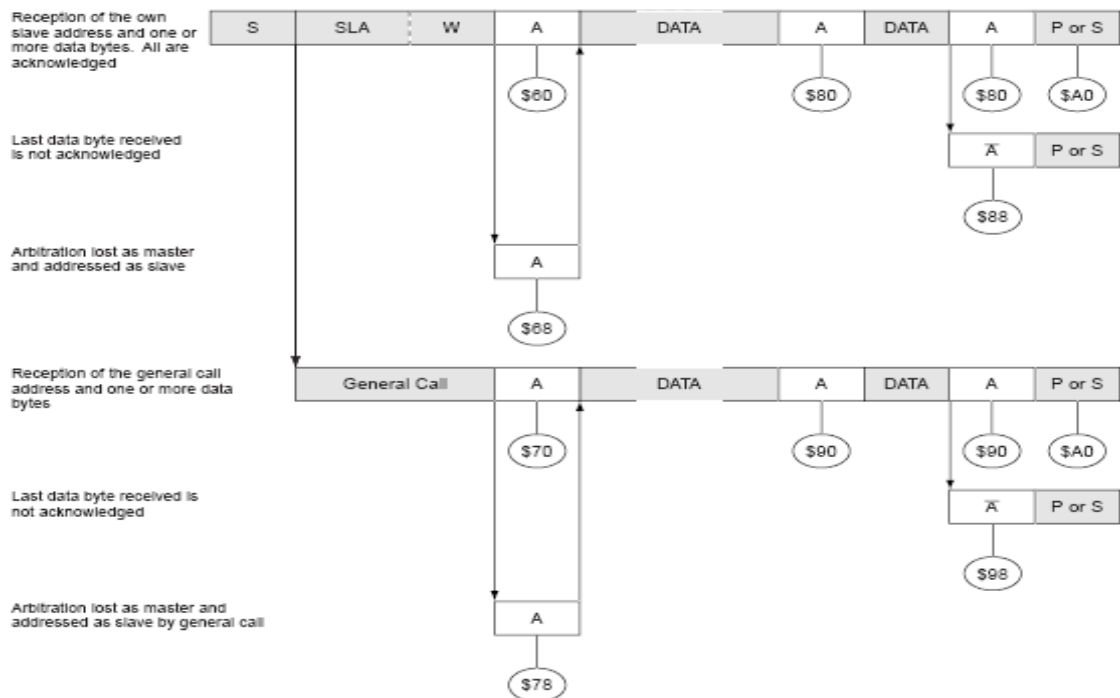 Reception of the own
slave address and one or
more data bytes. All are
acknowledged
S SLA W A DATA A DATA A P or S
$60 $80 $80 $A0
Last data byte received
is not acknowledged
A̅ P or S
$88
Arbitration lost as master
and addressed as slave
A
$68
Reception of the general call
address and one or more data
bytes
General Call A DATA A DATA A P or S
$70 $90 $90 $A0
Last data byte received is
not acknowledged
A̅ P or S
$98
Arbitration lost as master and
addressed as slave by general call
A
$78